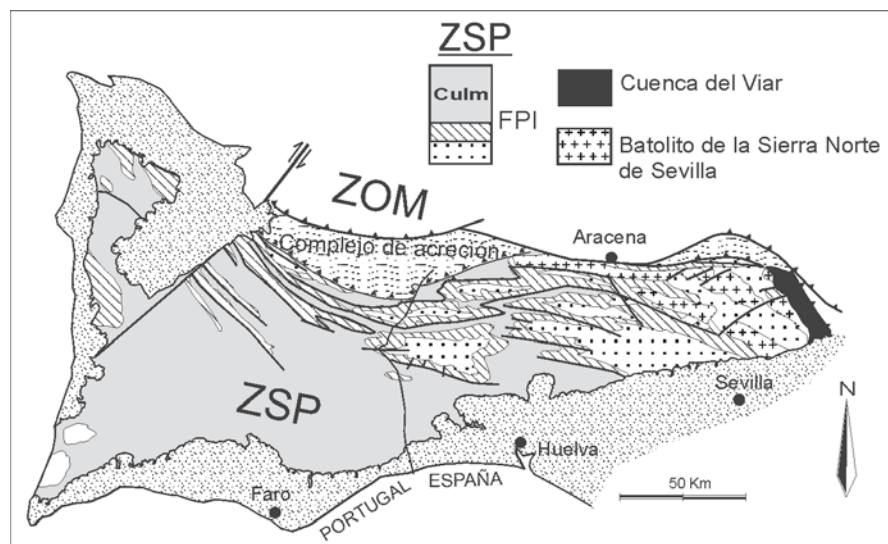 ZSP
Culm
FPI
Cuenca del Viar
Batolito de la Sierra Norte
de Sevilla
ZOM
Complejo de acreción
Aracena
ZSP
Sevilla
N
Huelva
50 Km
Faro
PORTUGAL
ESPAÑA